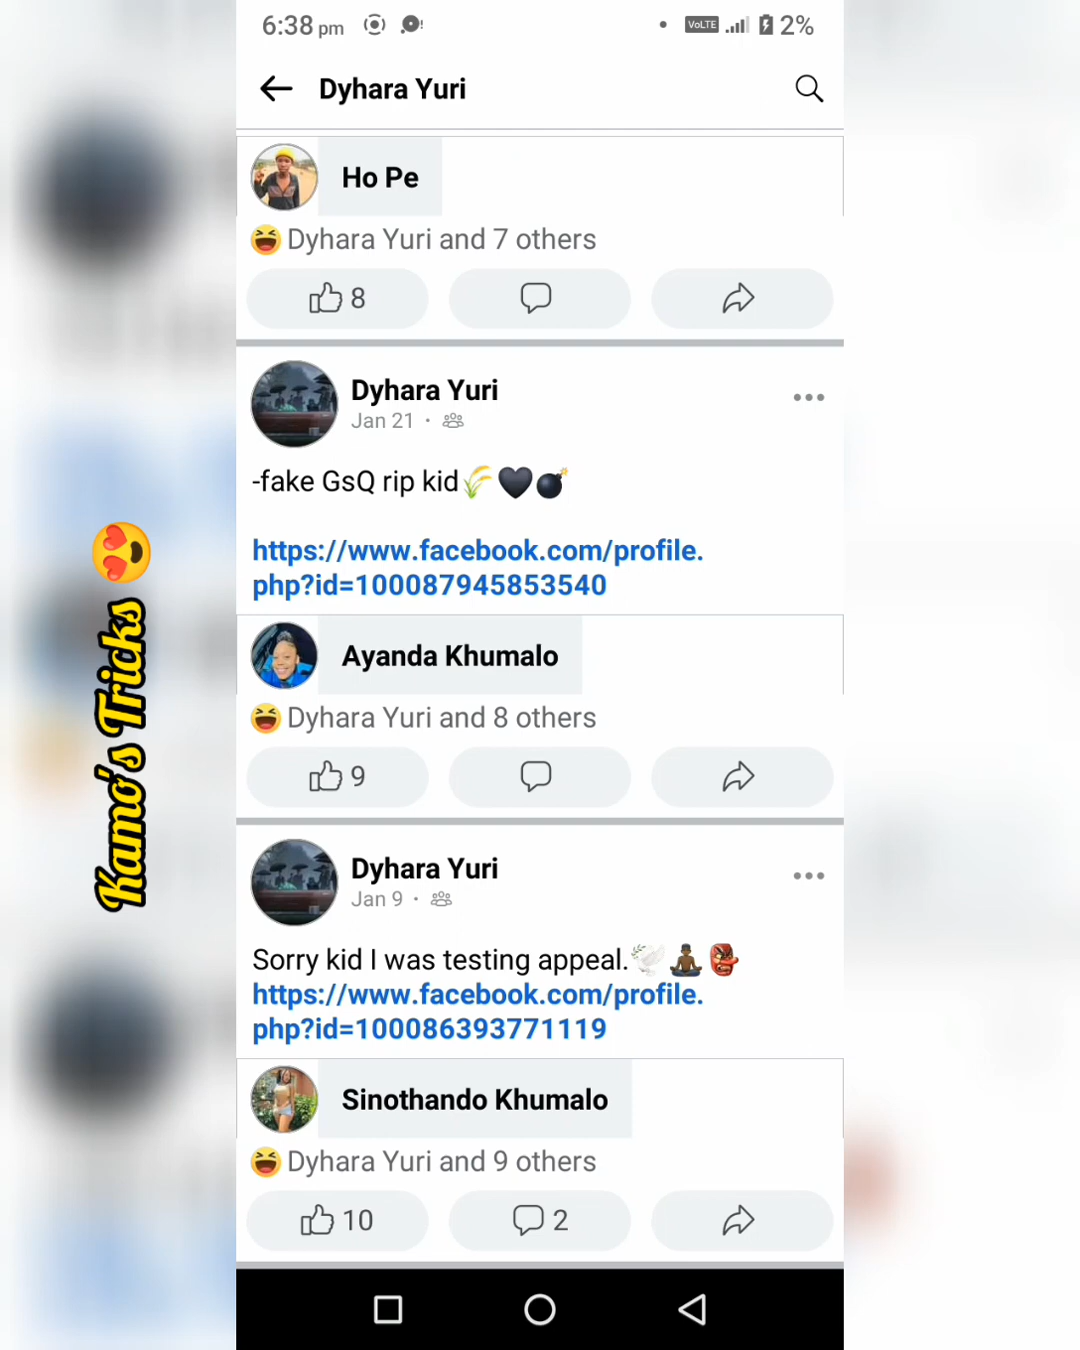 6:38 pm
VoLTE
2%
Dyhara Yuri
Ho Pe
Dyhara Yuri and 7 others
8
Dyhara Yuri
Jan 21 ·
-fake GsQ rip kid🌾🖤💣
https://www.facebook.com/profile.
php?id=100087945853540
Ayanda Khumalo
Dyhara Yuri and 8 others
9
Dyhara Yuri
Jan 9 ·
Sorry kid I was testing appeal.🕊️🧘🏿‍♂️👺
https://www.facebook.com/profile.
php?id=100086393771119
Sinothando Khumalo
Dyhara Yuri and 9 others
10
2
Kamo's Tricks 😍